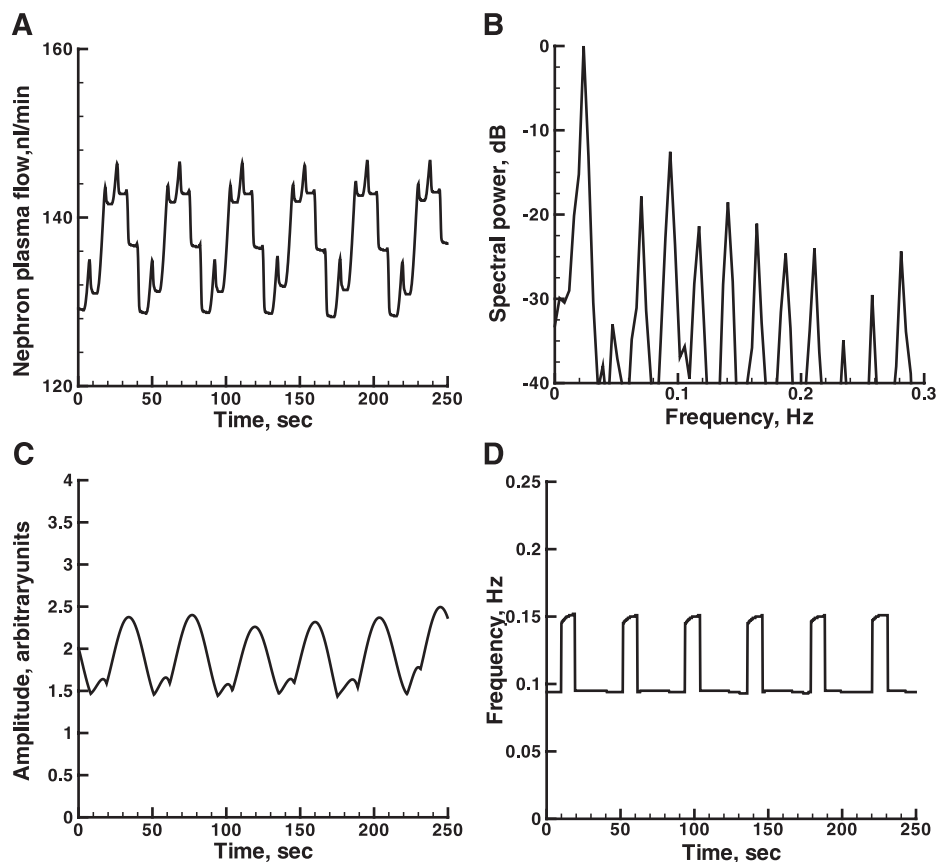 A
160
140
120
Nephron plasma flow,nl/min
0 50 100 150 200 250
Time, sec
B
0
-10
-20
-30
-40
Spectral power, dB
0 0.1 0.2 0.3
Frequency, Hz
C
4
3.5
3
2.5
2
1.5
1
0.5
0
Amplitude, arbitraryunits
0 50 100 150 200 250
Time, sec
D
0.25
0.2
0.15
0.1
0.05
0
Frequency, Hz
0 50 100 150 200 250
Time, sec